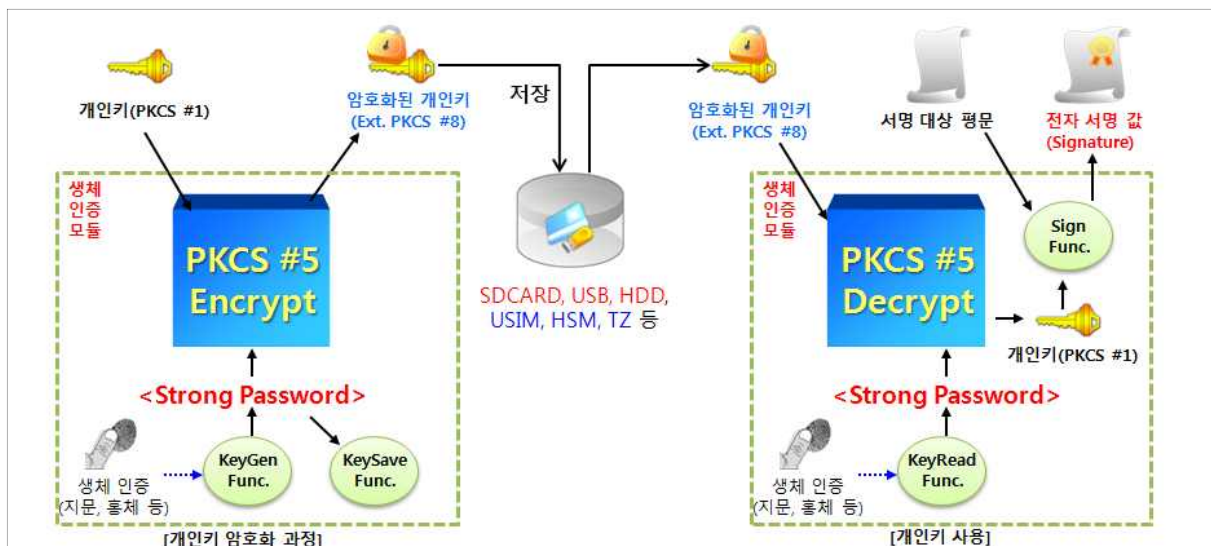 개인키(PKCS #1)
암호화된 개인키
(Ext. PKCS #8)
저장
암호화된 개인키
(Ext. PKCS #8)
서명 대상 평문
전자 서명 값
(Signature)
생체
인증
모듈
PKCS #5
Encrypt
<Strong Password>
KeyGen
Func.
KeySave
Func.
생체 인증
(지문, 홍체 등)
[개인키 암호화 과정]
SDCARD, USB, HDD,
USIM, HSM, TZ 등
생체
인증
모듈
PKCS #5
Decrypt
Sign
Func.
개인키(PKCS #1)
<Strong Password>
KeyRead
Func.
생체 인증
(지문, 홍체 등)
[개인키 사용]